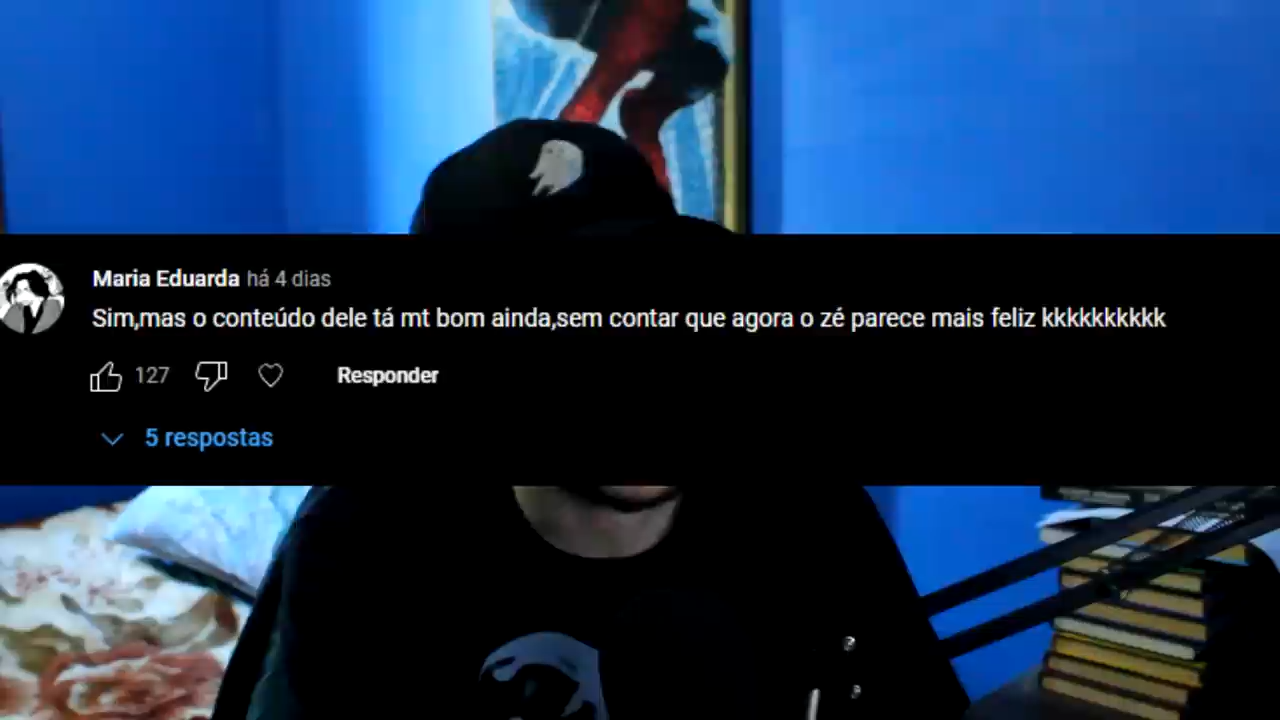 Maria Eduarda há 4 dias
Sim,mas o conteúdo dele tá mt bom ainda,sem contar que agora o zé parece mais feliz kkkkkkkkkk
127 Responder
5 respostas